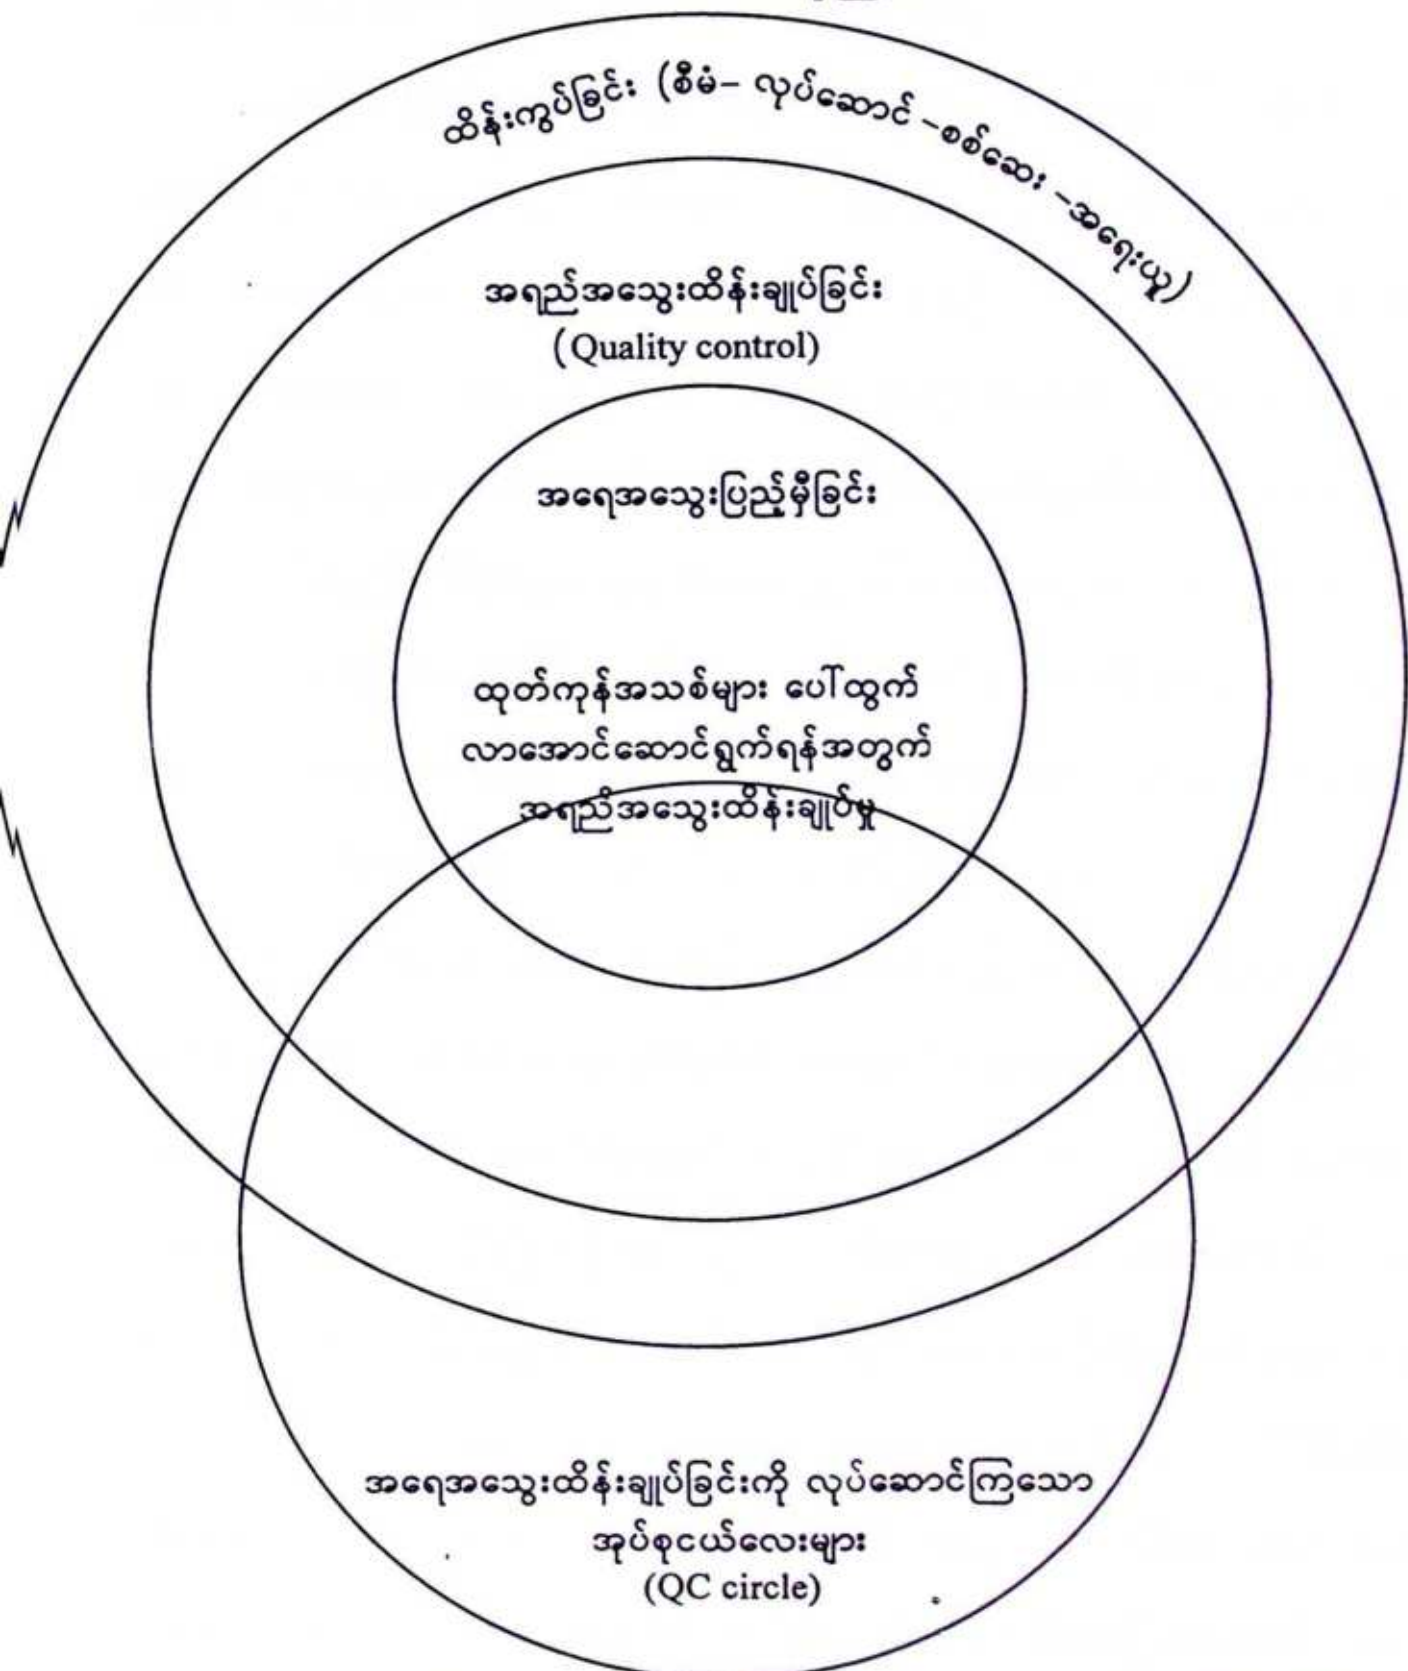 ထိန်းကွပ်ခြင်း (စီမံ– လုပ်ဆောင် –စစ်ဆေး –အရေးယူ)
အရည်အသွေးထိန်းချုပ်ခြင်း
(Quality control)
အရေအသွေးပြည့်မှီခြင်း
ထုတ်ကုန်အသစ်များ ပေါ်ထွက်
လာအောင်ဆောင်ရွက်ရန်အတွက်
အရည်အသွေးထိန်းချုပ်မှု
အရေအသွေးထိန်းချုပ်ခြင်းကို လုပ်ဆောင်ကြသော
အုပ်စုငယ်လေးများ
(QC circle)